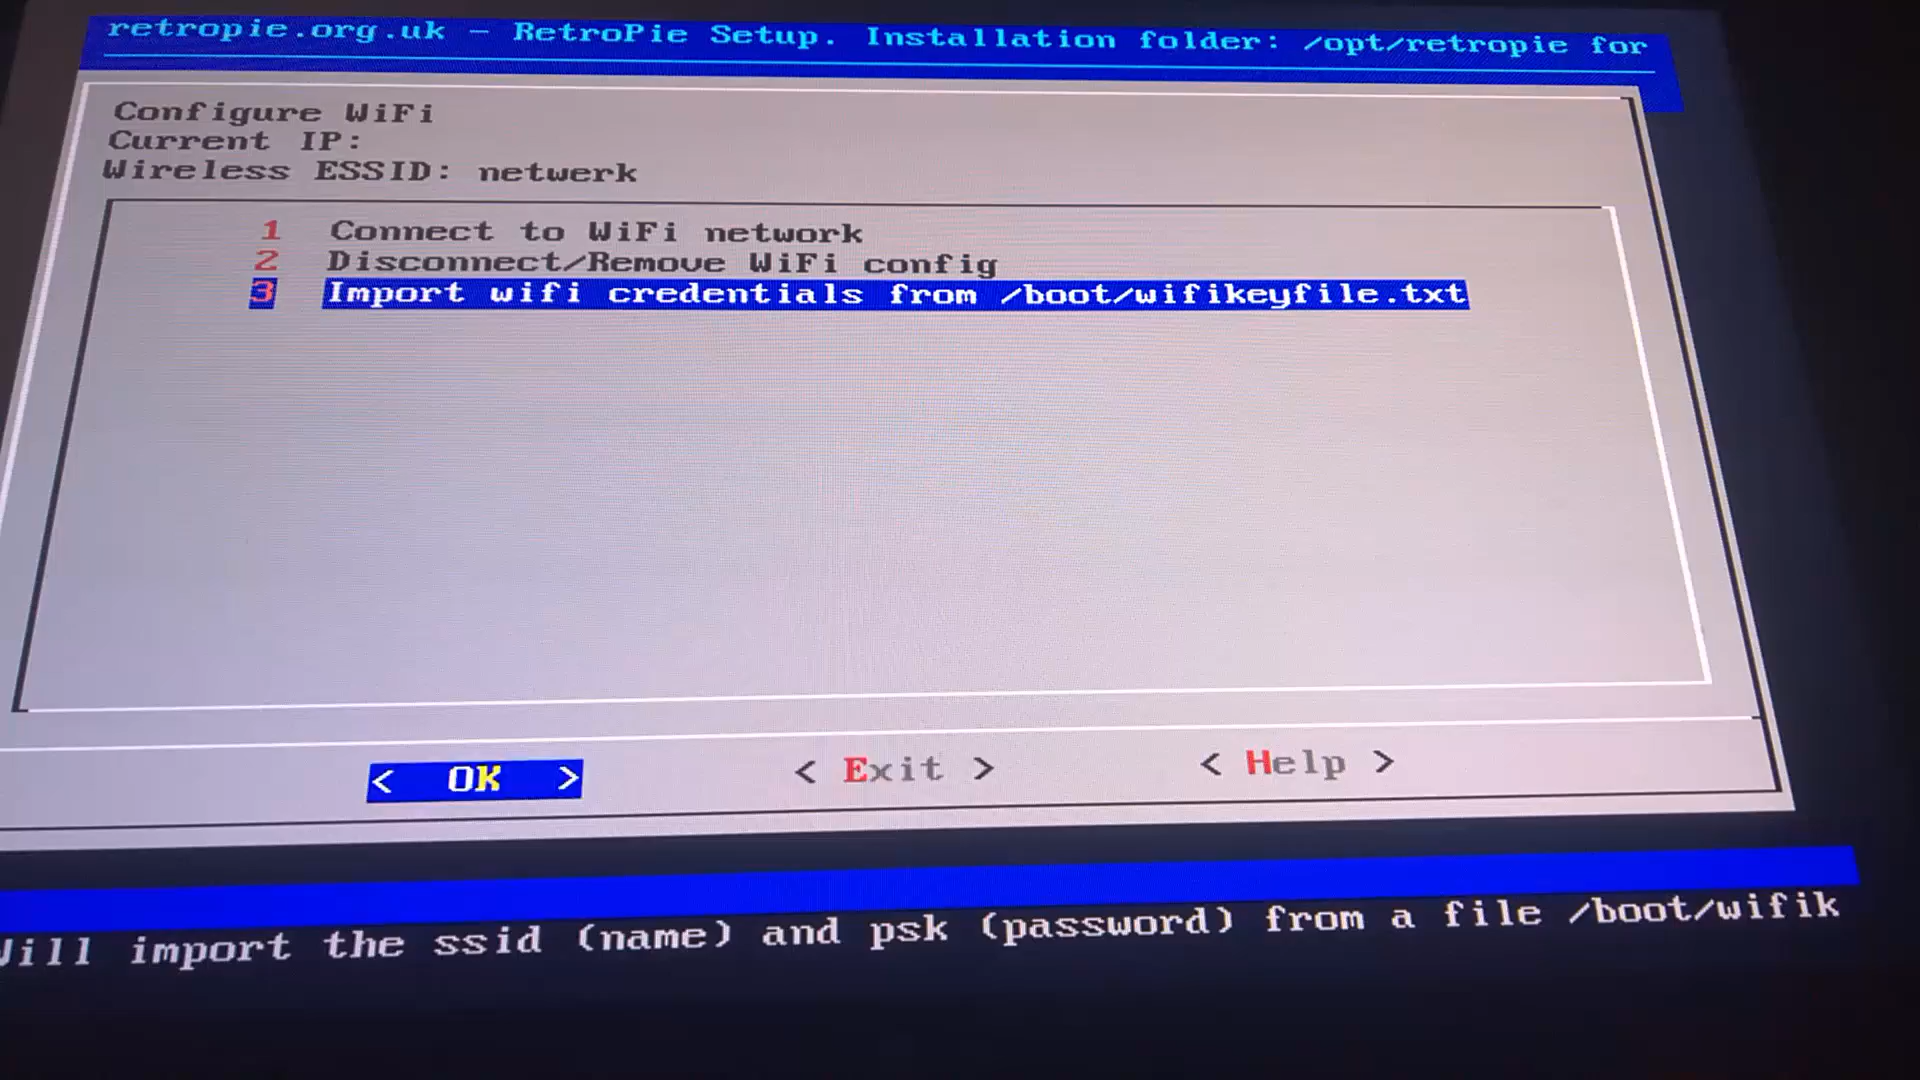 retropie.org.uk - RetroPie Setup. Installation folder: /opt/retropie for
Configure WiFi
Current IP:
Wireless ESSID: netwerk
1 Connect to WiFi network
2 Disconnect/Remove WiFi config
3 Import wifi credentials from /boot/wifikeyfile.txt
< OK > < Exit > < Help >
Will import the ssid (name) and psk (password) from a file /boot/wifik